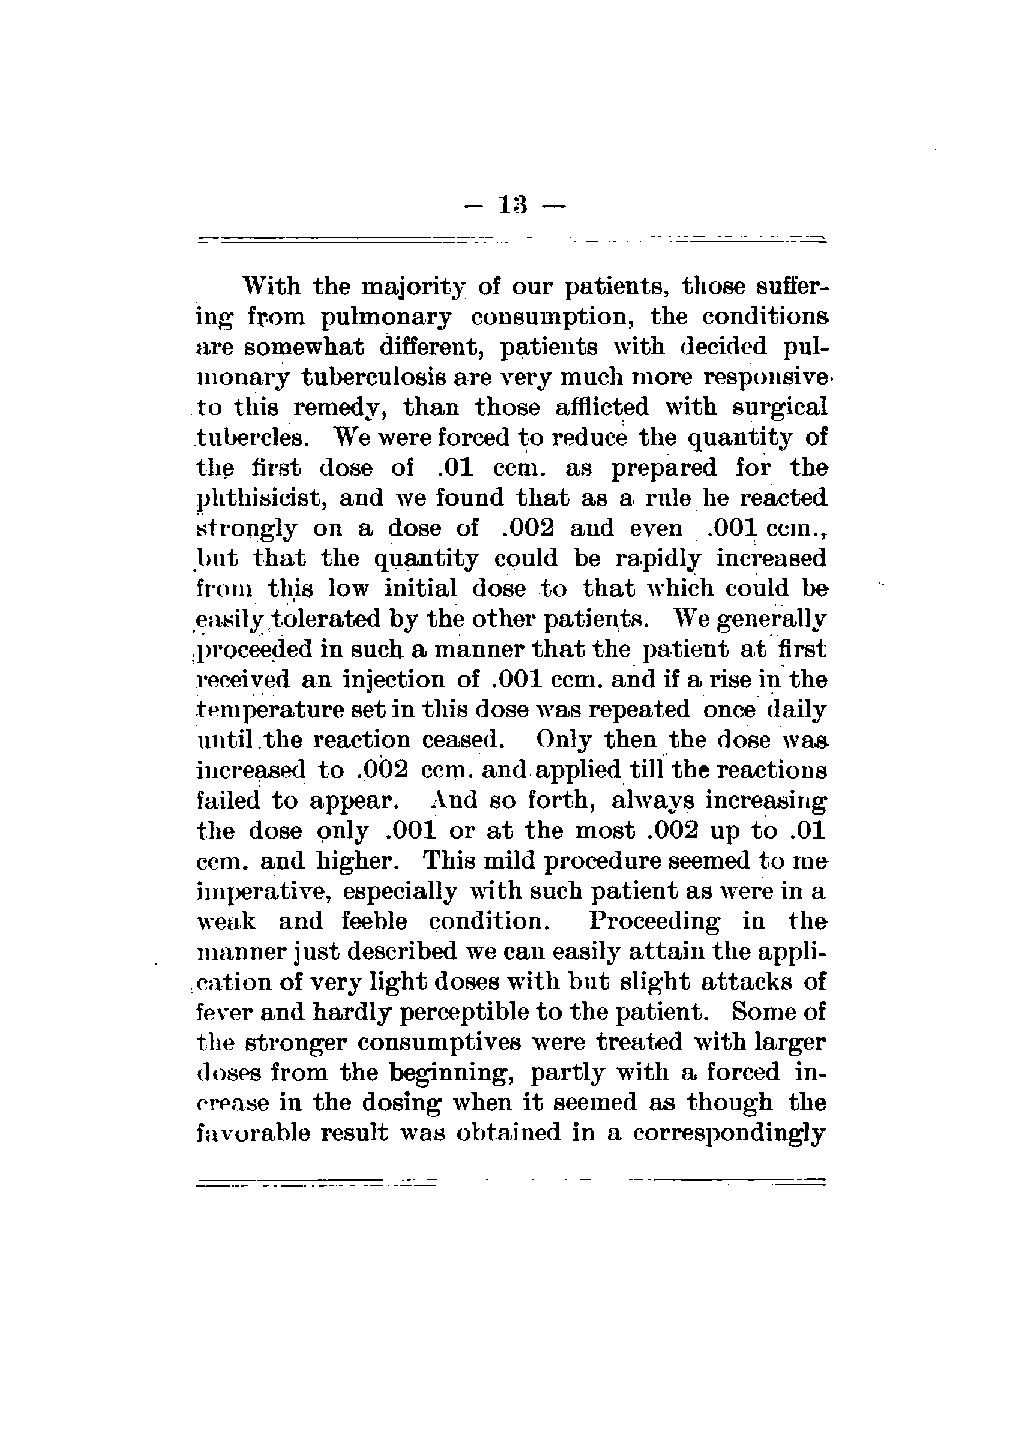 — 13 —
With the majority of our patients, those suffer-
ing from pulmonary consumption, the conditions
are somewhat different, patients with decided pul-
monary tuberculosis are very much more responsive
to this remedy, than those afflicted with surgical
tubercles. We were forced to reduce the quantity of
the first dose of .01 ccm. as prepared for the
phthisicist, and we found that as a rule he reacted
strongly on a dose of .002 and even .001 ccm.,
but that the quantity could be rapidly increased
from this low initial dose to that which could be
easily tolerated by the other patients. We generally
proceeded in such a manner that the patient at first
received an injection of .001 ccm. and if a rise in the
temperature set in this dose was repeated once daily
until the reaction ceased. Only then the dose was
increased to .002 ccm. and applied till the reactions
failed to appear. And so forth, always increasing
the dose only .001 or at the most .002 up to .01
ccm. and higher. This mild procedure seemed to me
imperative, especially with such patient as were in a
weak and feeble condition. Proceeding in the
manner just described we can easily attain the appli-
cation of very light doses with but slight attacks of
fever and hardly perceptible to the patient. Some of
the stronger consumptives were treated with larger
doses from the beginning, partly with a forced in-
crease in the dosing when it seemed as though the
favorable result was obtained in a correspondingly